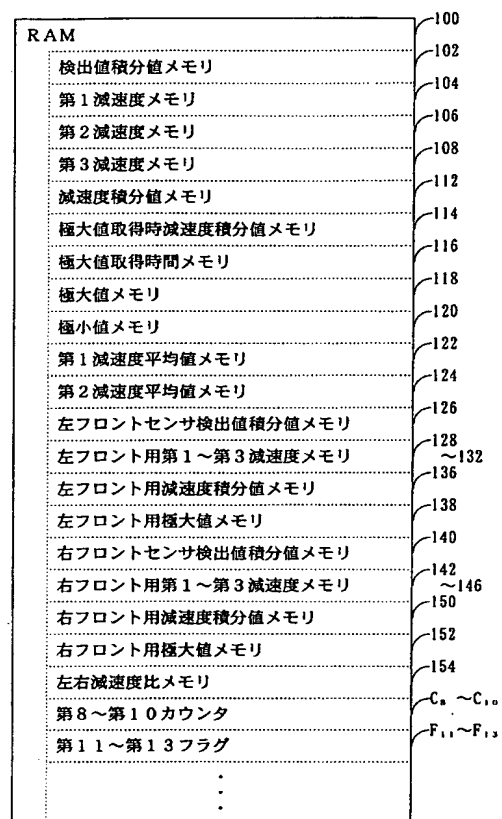 100
RAM
102
検出値積分値メモリ
104
第1減速度メモリ
106
第2減速度メモリ
108
第3減速度メモリ
112
減速度積分値メモリ
114
極大値取得時減速度積分値メモリ
116
極大値取得時間メモリ
118
極大値メモリ
120
極小値メモリ
122
第1減速度平均値メモリ
124
第2減速度平均値メモリ
126
左フロントセンサ検出値積分値メモリ
128
左フロント用第1～第3減速度メモリ ～132
136
左フロント用減速度積分値メモリ
138
左フロント用極大値メモリ
140
右フロントセンサ検出値積分値メモリ
142
右フロント用第1～第3減速度メモリ ～146
150
右フロント用減速度積分値メモリ
152
右フロント用極大値メモリ
154
左右減速度比メモリ
C₈ ～C₁₀
第8～第10カウンタ
F₁₁～F₁₃
第11～第13フラグ